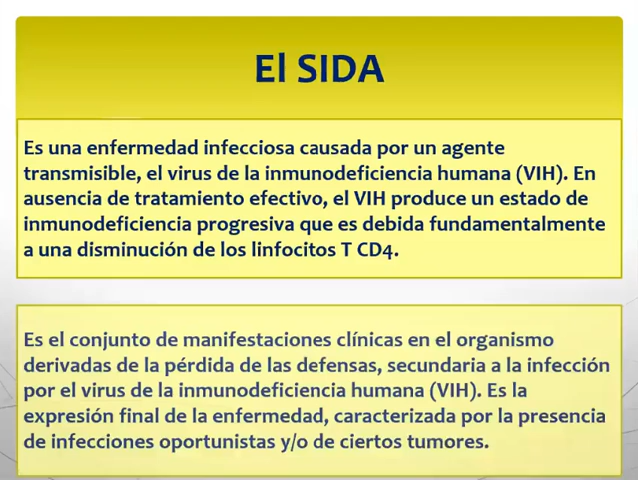 El SIDA
Es una enfermedad infecciosa causada por un agente
transmisible, el virus de la inmunodeficiencia humana (VIH). En
ausencia de tratamiento efectivo, el VIH produce un estado de
inmunodeficiencia progresiva que es debida fundamentalmente
a una disminución de los linfocitos T CD4.
Es el conjunto de manifestaciones clínicas en el organismo
derivadas de la pérdida de las defensas, secundaria a la infección
por el virus de la inmunodeficiencia humana (VIH). Es la
expresión final de la enfermedad, caracterizada por la presencia
de infecciones oportunistas y/o de ciertos tumores.